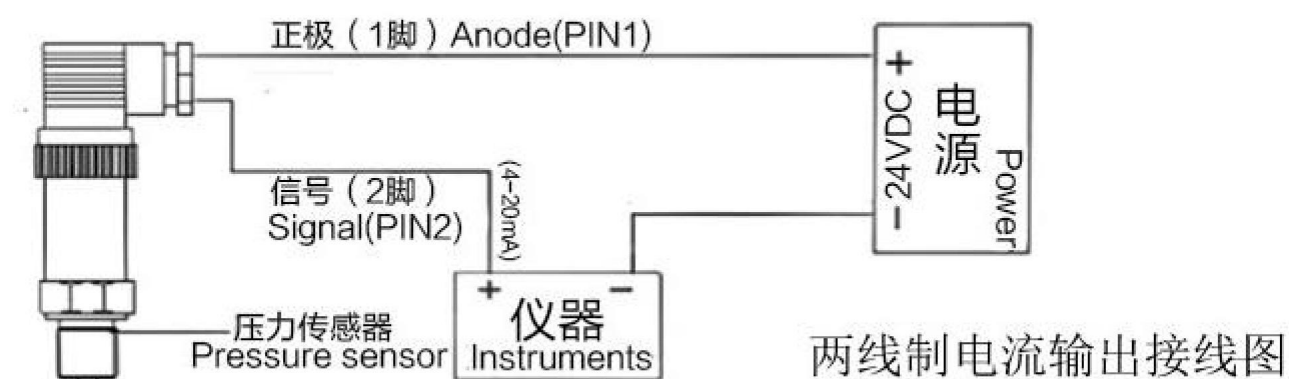 正极（1脚）Anode(PIN1)
信号（2脚）
Signal(PIN2)
(4-20mA)
+
-
仪器
Instruments
压力传感器
Pressure sensor
+
24VDC
-
电源
Power
两线制电流输出接线图